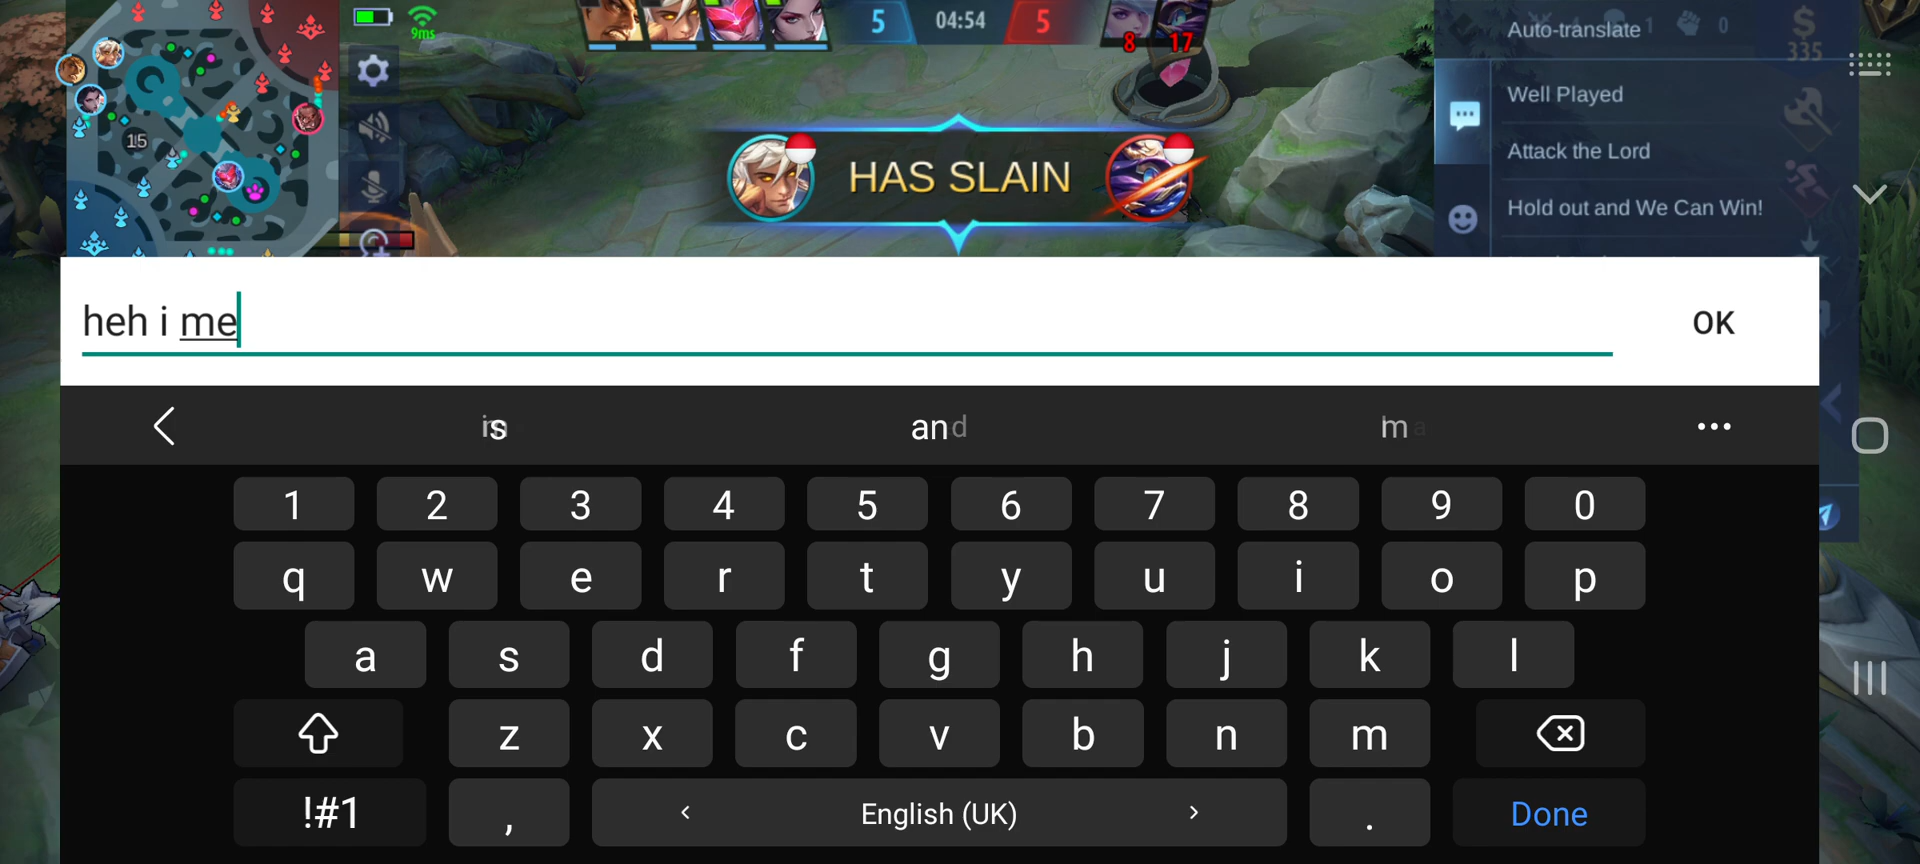 9ms
5 04:54 5
8 17
15
Auto-translate 1 0
335
Well Played
Attack the Lord
Hold out and We Can Win!
HAS SLAIN
heh i me
OK
is and m
1 2 3 4 5 6 7 8 9 0
q w e r t y u i o p
a s d f g h j k l
z x c v b n m
!#1 , < English (UK) > . Done